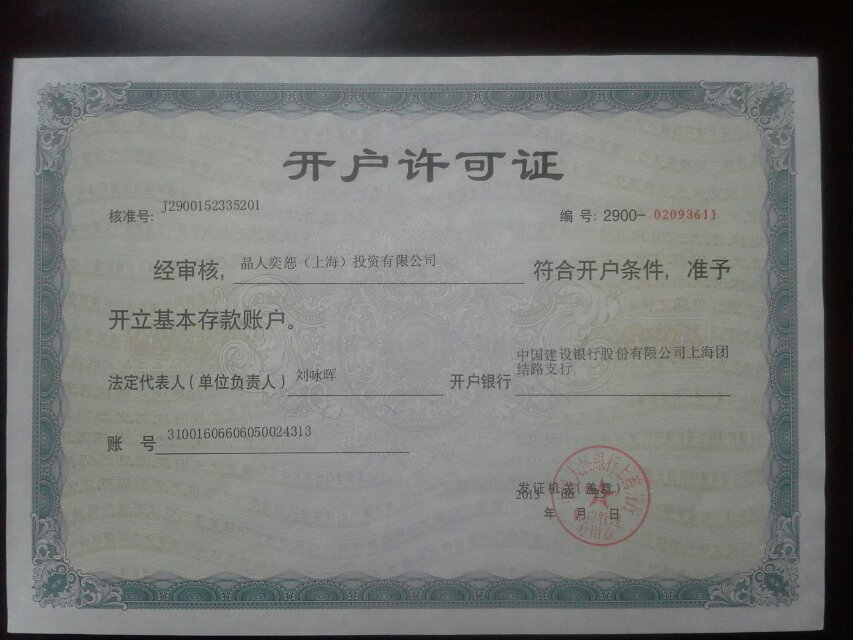 开户许可证
核准号: J2900152335201
编 号: 2900- 02093611
经审核, 晶人奕恕（上海）投资有限公司 符合开户条件, 准予
开立基本存款账户。
法定代表人(单位负责人) 刘咏晖 开户银行 中国建设银行股份有限公司上海团
结路支行
账 号 31001606606050024313
发证机关(盖章)
2013 06 25
年 月 日
专用章